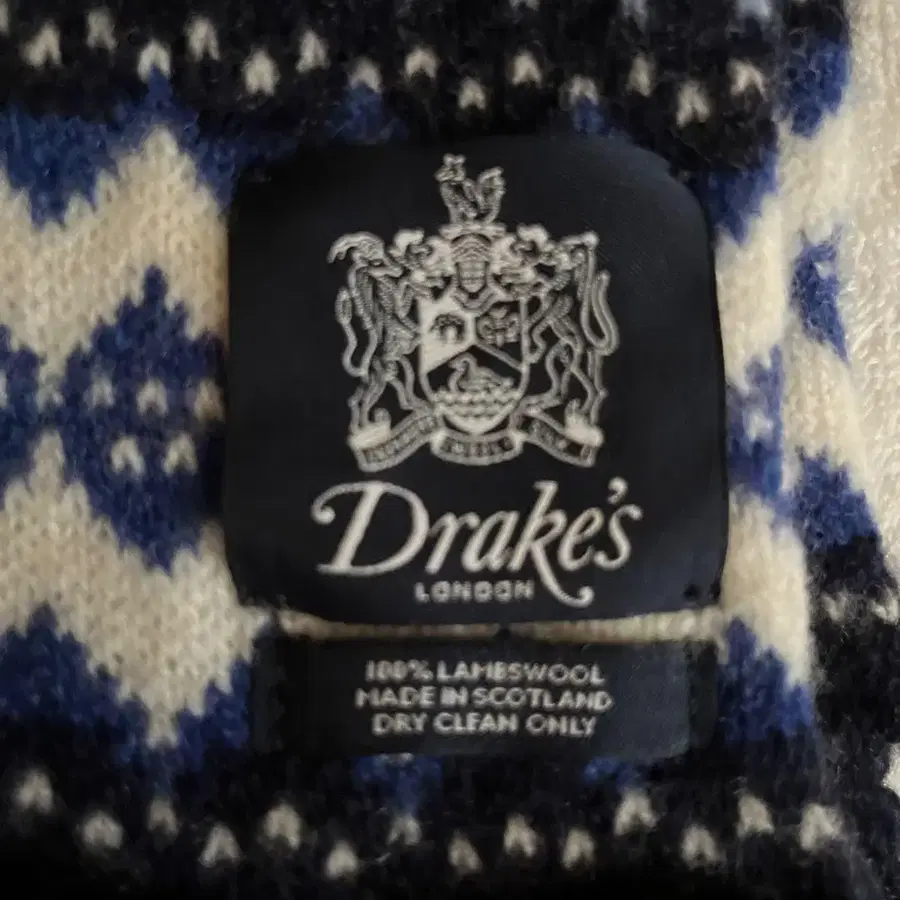 Drake's
LONDON
100% LAMBSWOOL
MADE IN SCOTLAND
DRY CLEAN ONLY